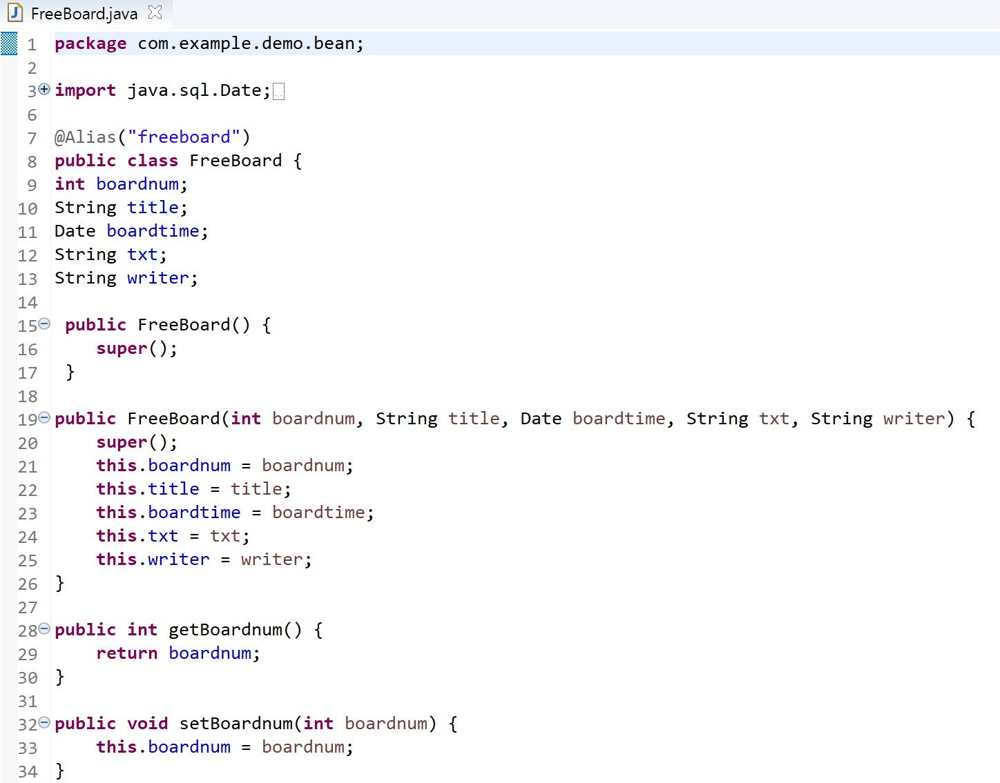 FreeBoard.java
1 package com.example.demo.bean;
2
3 import java.sql.Date;
6
7 @Alias("freeboard")
8 public class FreeBoard {
9 int boardnum;
10 String title;
11 Date boardtime;
12 String txt;
13 String writer;
14
15 public FreeBoard() {
16 super();
17 }
18
19 public FreeBoard(int boardnum, String title, Date boardtime, String txt, String writer) {
20 super();
21 this.boardnum = boardnum;
22 this.title = title;
23 this.boardtime = boardtime;
24 this.txt = txt;
25 this.writer = writer;
26 }
27
28 public int getBoardnum() {
29 return boardnum;
30 }
31
32 public void setBoardnum(int boardnum) {
33 this.boardnum = boardnum;
34 }